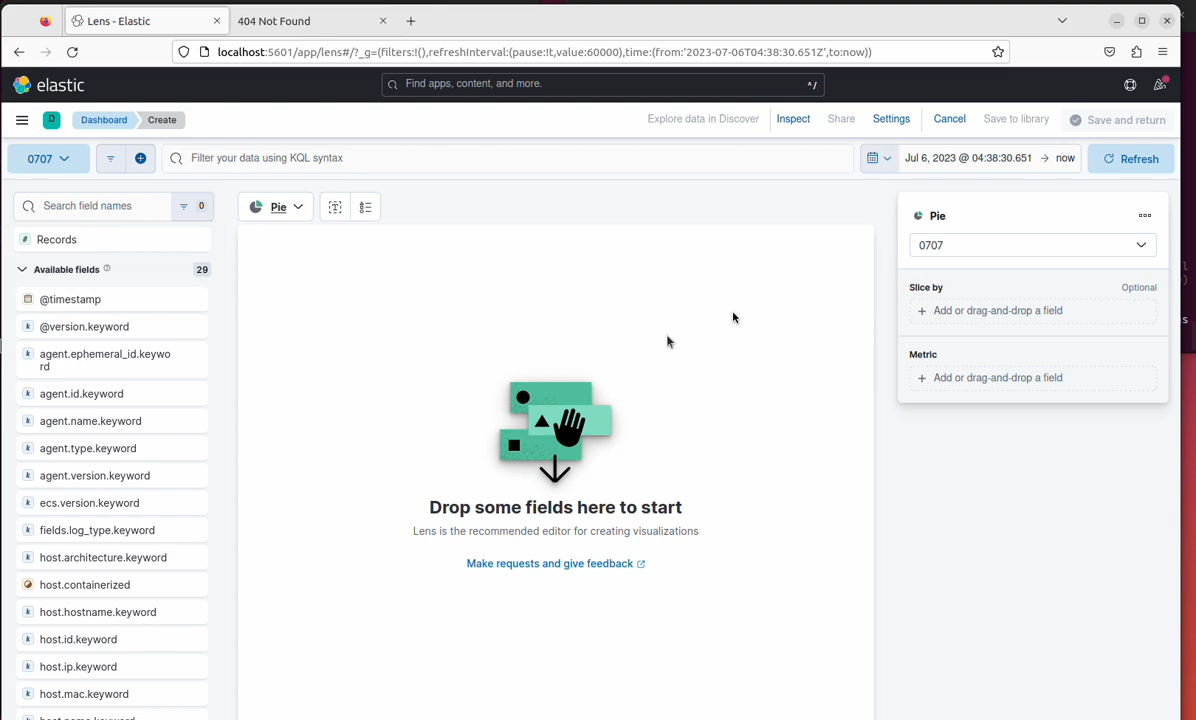 Lens - Elastic
404 Not Found
localhost:5601/app/lens#/?_g=(filters:!(),refreshInterval:(pause:!t,value:60000),time:(from:'2023-07-06T04:38:30.651Z',to:now))
elastic
Find apps, content, and more.
^/
D
Dashboard
Create
Explore data in Discover
Inspect
Share
Settings
Cancel
Save to library
Save and return
0707
Filter your data using KQL syntax
Jul 6, 2023 @ 04:38:30.651 → now
Refresh
Search field names
0
Pie
# Records
Available fields
29
@timestamp
k @version.keyword
k agent.ephemeral_id.keywo
rd
k agent.id.keyword
k agent.name.keyword
k agent.type.keyword
k agent.version.keyword
k ecs.version.keyword
k fields.log_type.keyword
k host.architecture.keyword
host.containerized
k host.hostname.keyword
k host.id.keyword
k host.ip.keyword
k host.mac.keyword
Drop some fields here to start
Lens is the recommended editor for creating visualizations
Make requests and give feedback
Pie
0707
Slice by
Optional
+ Add or drag-and-drop a field
Metric
+ Add or drag-and-drop a field